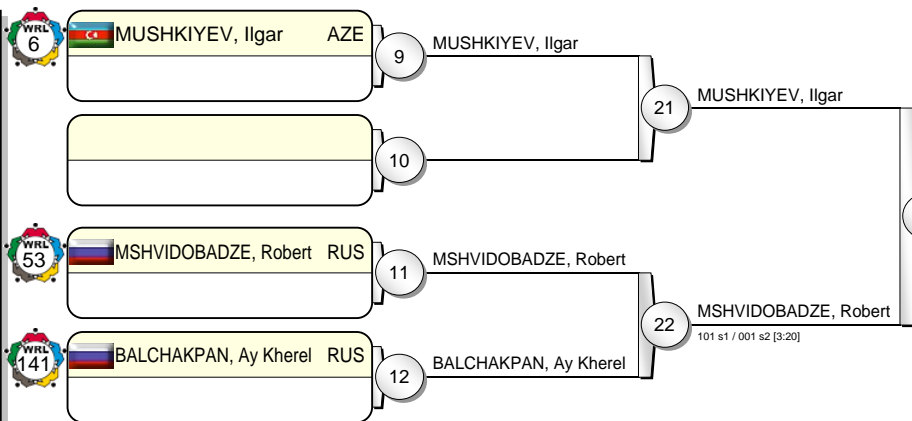 WRL
6
MUSHKIYEV, Ilgar AZE
9
MUSHKIYEV, Ilgar
21
MUSHKIYEV, Ilgar
10
WRL
53
MSHVIDOBADZE, Robert RUS
11
MSHVIDOBADZE, Robert
22
MSHVIDOBADZE, Robert
101 s1 / 001 s2 [3:20]
WRL
141
BALCHAKPAN, Ay Kherel RUS
12
BALCHAKPAN, Ay Kherel